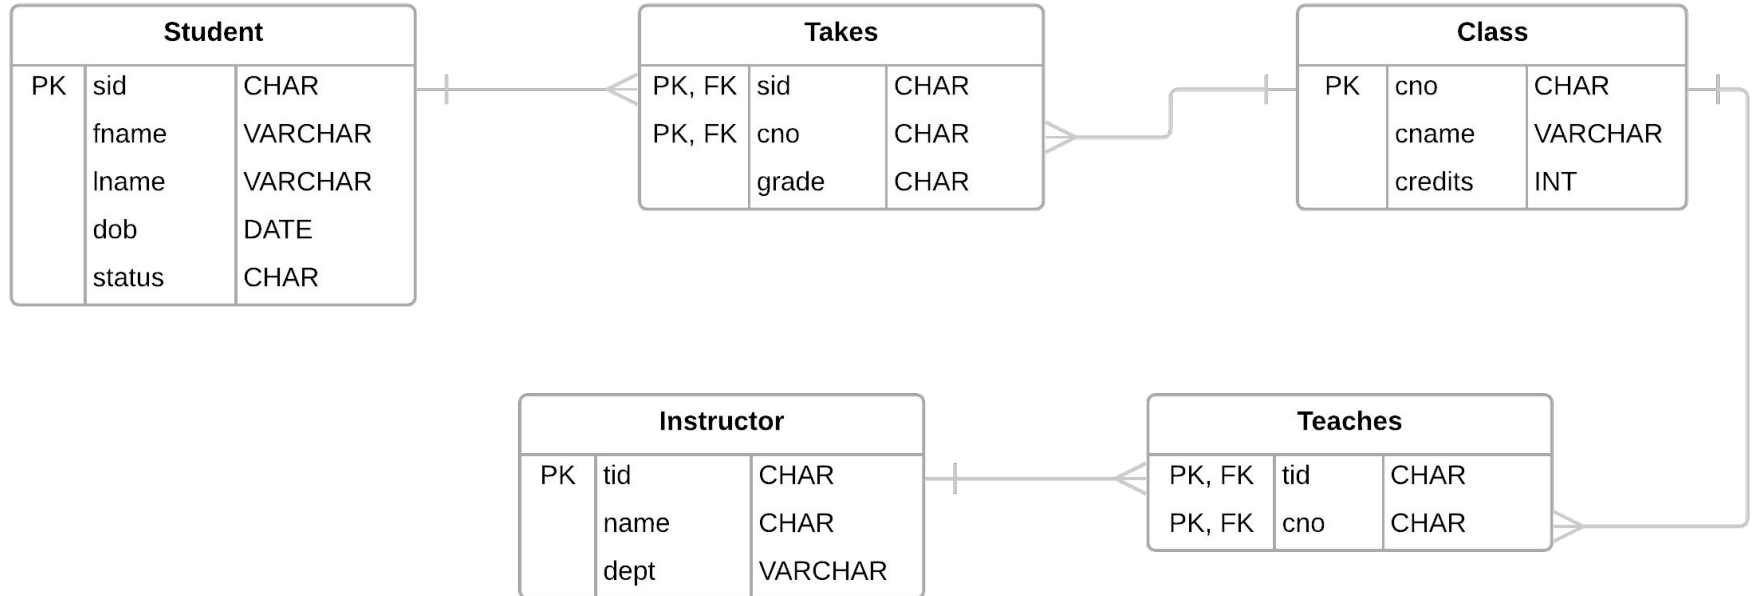 Student
PK sid CHAR
fname VARCHAR
lname VARCHAR
dob DATE
status CHAR
Takes
PK, FK sid CHAR
PK, FK cno CHAR
grade CHAR
Class
PK cno CHAR
cname VARCHAR
credits INT
Instructor
PK tid CHAR
name CHAR
dept VARCHAR
Teaches
PK, FK tid CHAR
PK, FK cno CHAR